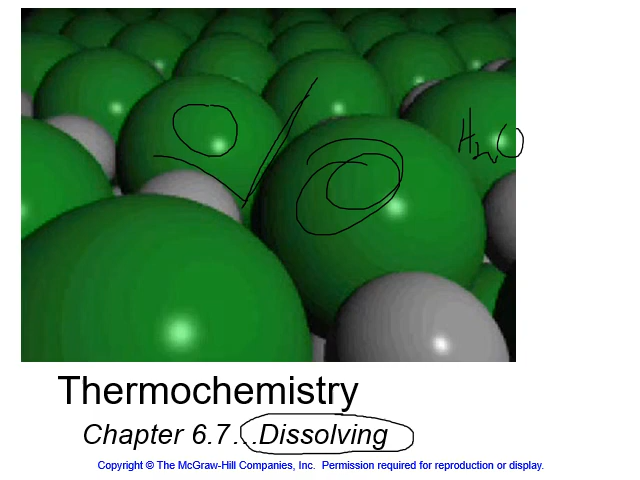 H₂O
Thermochemistry
Chapter 6.7…Dissolving
Copyright © The McGraw-Hill Companies, Inc. Permission required for reproduction or display.